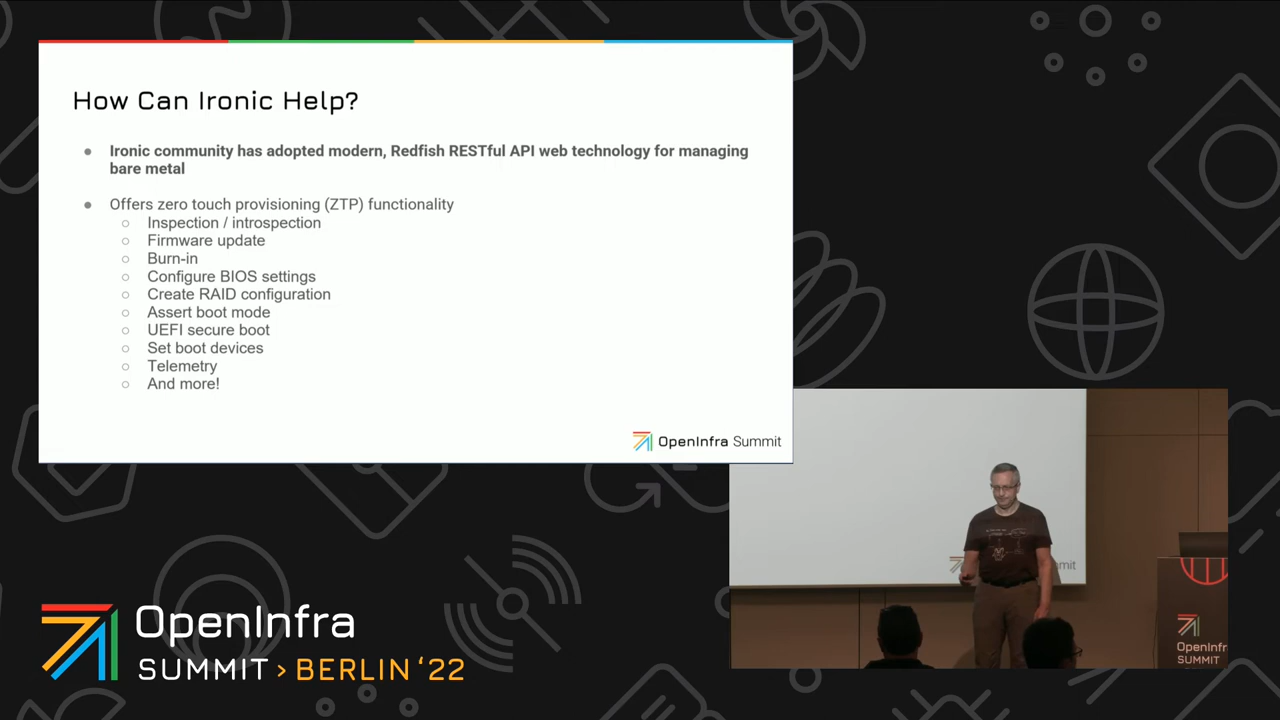 How Can Ironic Help?
● Ironic community has adopted modern, Redfish RESTful API web technology for managing
bare metal
● Offers zero touch provisioning (ZTP) functionality
○ Inspection / introspection
○ Firmware update
○ Burn-in
○ Configure BIOS settings
○ Create RAID configuration
○ Assert boot mode
○ UEFI secure boot
○ Set boot devices
○ Telemetry
○ And more!
OpenInfra Summit
OpenInfra
SUMMIT > BERLIN ‘22
OpenInfr
SUMMIT